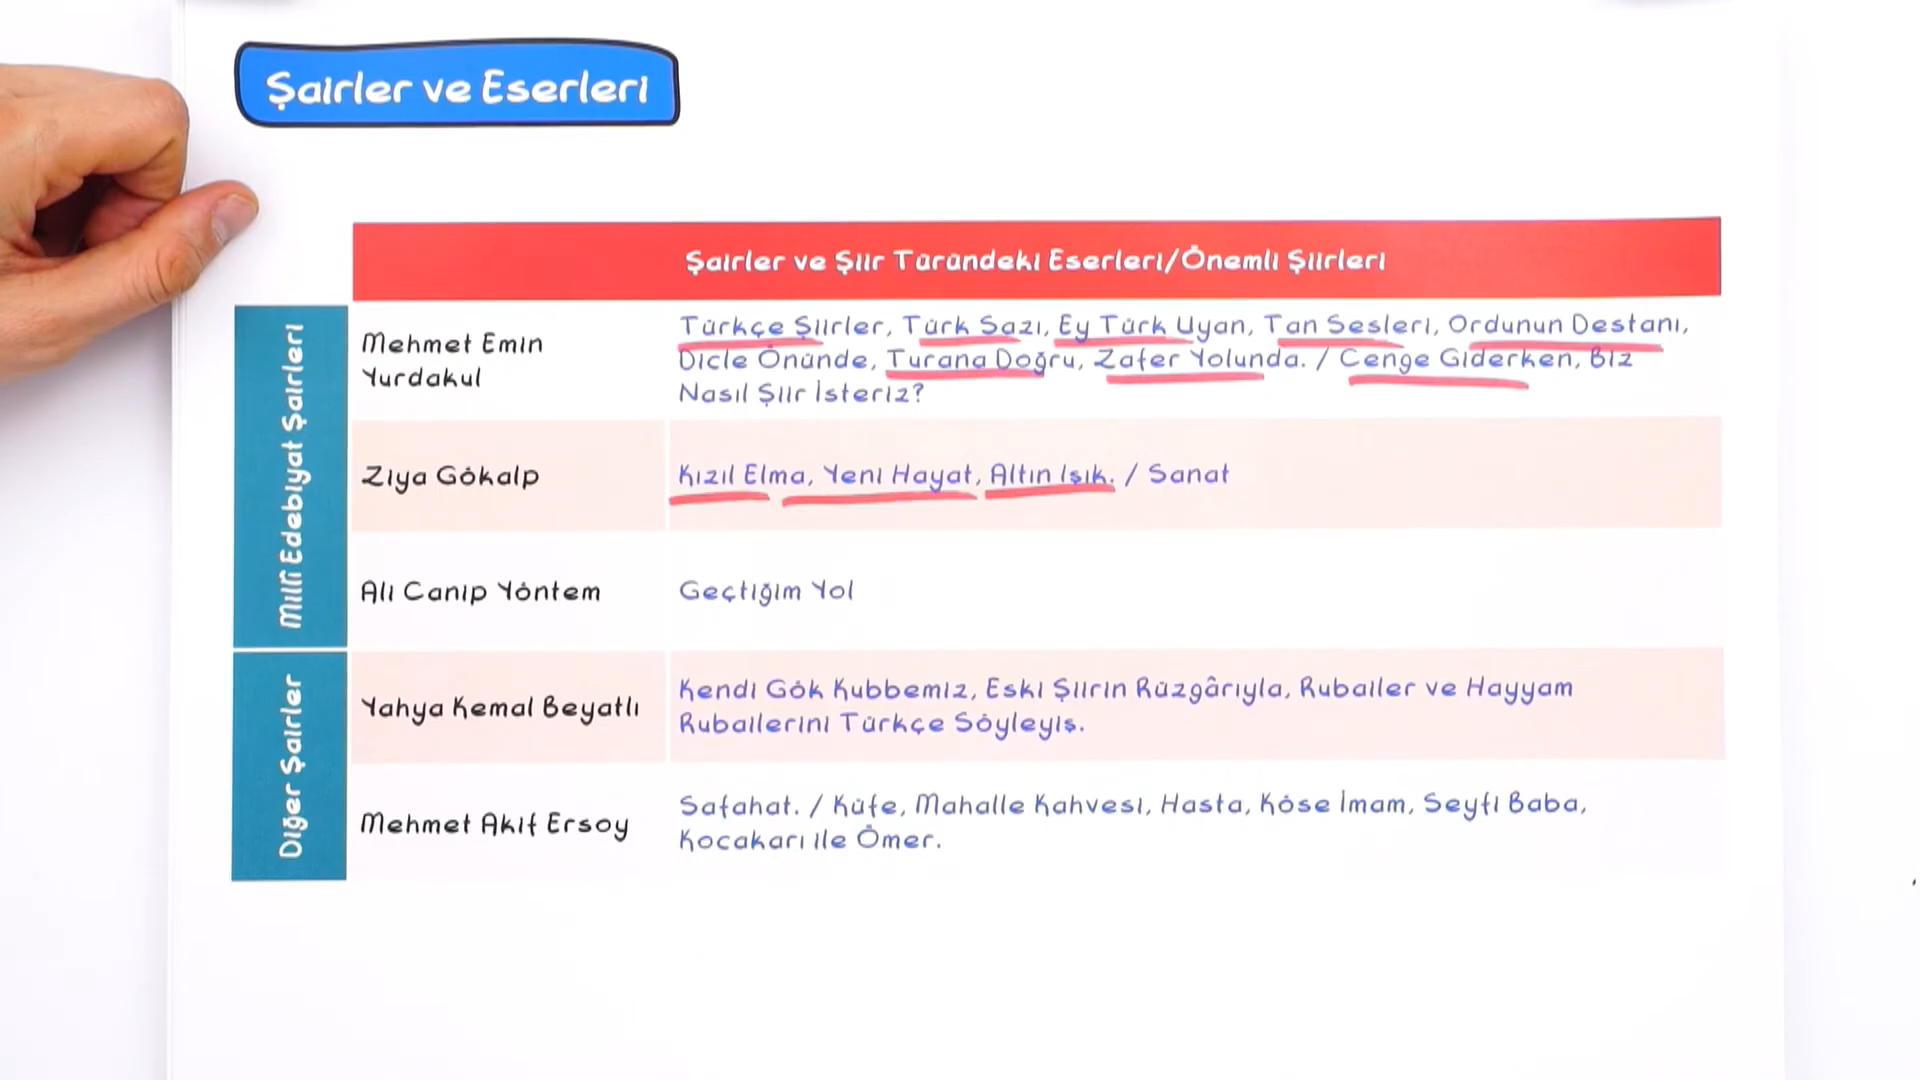 Şairler ve Eserleri
Şairler ve Şiir Türündeki Eserleri/Önemli Şiirleri
Millî Edebiyat Şairleri
Mehmet Emin
Yurdakul
Türkçe Şiirler, Türk Sazı, Ey Türk Uyan, Tan Sesleri, Ordunun Destanı,
Dicle Önünde, Turana Doğru, Zafer Yolunda. / Cenge Giderken, Biz
Nasıl Şiir İsteriz?
Ziya Gökalp
Kızıl Elma, Yeni Hayat, Altın Işık. / Sanat
Ali Canip Yöntem
Geçtiğim Yol
Diğer Şairler
Yahya Kemal Beyatlı
Kendi Gök Kubbemiz, Eski Şiirin Rüzgârıyla, Rubailer ve Hayyam
Rubailerini Türkçe Söyleyiş.
Mehmet Akif Ersoy
Safahat. / Küfe, Mahalle Kahvesi, Hasta, Köse İmam, Seyfi Baba,
Kocakarı ile Ömer.